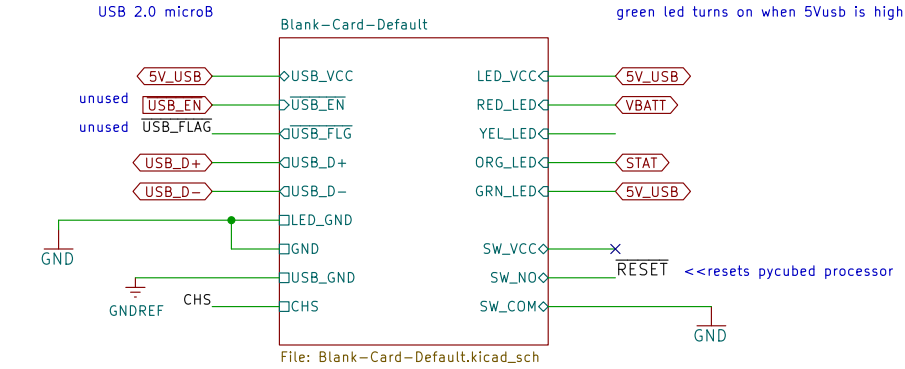 USB 2.0 microB
green led turns on when 5Vusb is high
Blank-Card-Default
5V_USB
USB_VCC
LED_VCC
5V_USB
unused
USB_EN
USB_EN
RED_LED
VBATT
unused
USB_FLAG
USB_FLG
YEL_LED
USB_D+
USB_D+
ORG_LED
STAT
USB_D-
USB_D-
GRN_LED
5V_USB
LED_GND
GND
GND
SW_VCC
RESET
<<resets pycubed processor
USB_GND
SW_NO
GNDREF
CHS
CHS
SW_COM
GND
File: Blank-Card-Default.kicad_sch